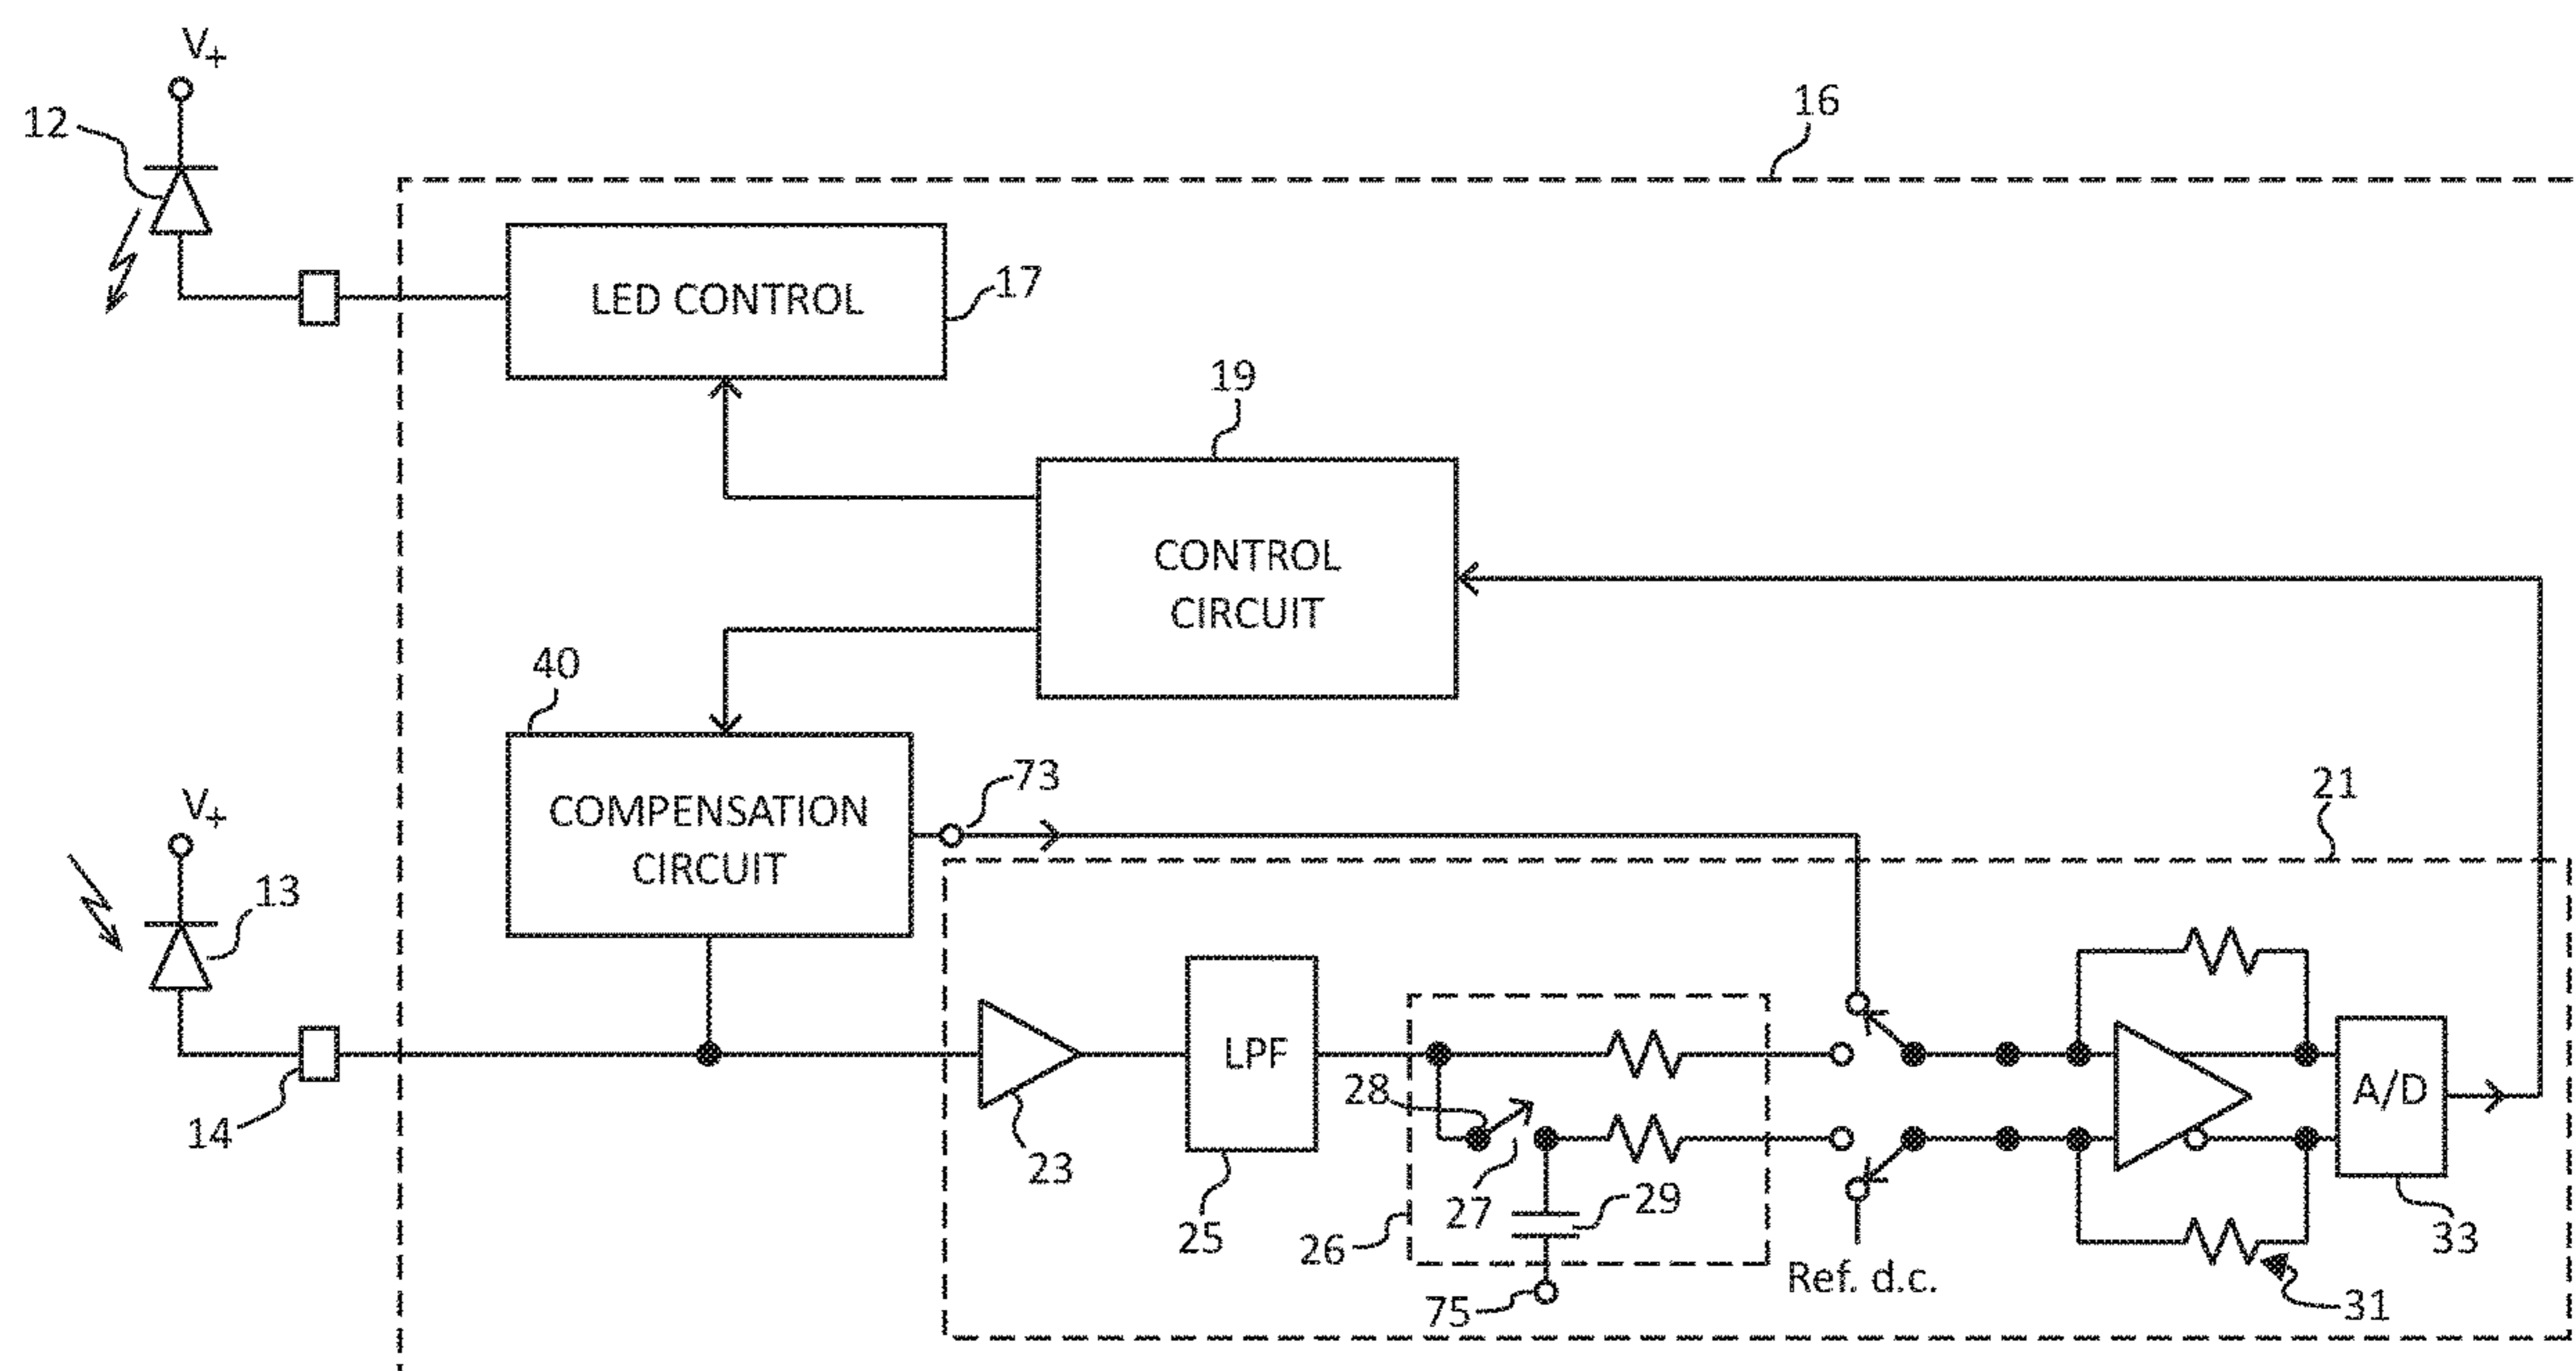 V+
12
16
LED CONTROL
17
19
CONTROL
CIRCUIT
40
COMPENSATION
CIRCUIT
73
21
V+
13
14
23
LPF
25
28
27
29
26
75
Ref. d.c.
A/D
33
31